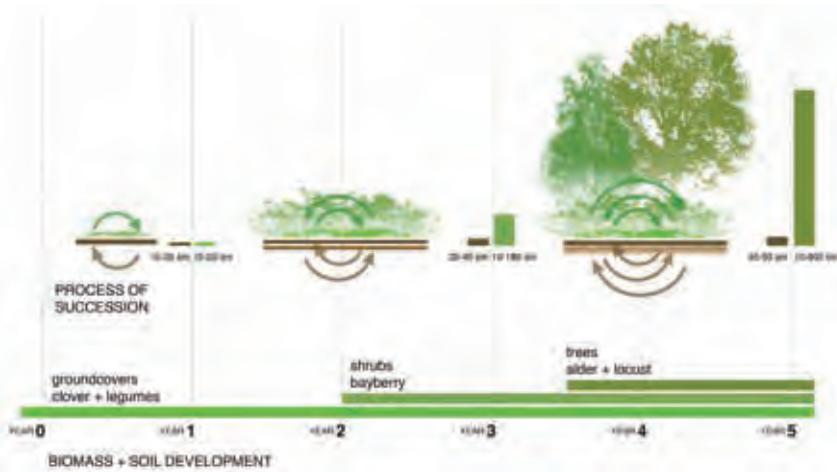 PROCESS OF
SUCCESSION
groundcovers
clover + legumes
shrubs
bayberry
trees
alder + locust
YEAR 0
YEAR 1
YEAR 2
YEAR 3
YEAR 4
YEAR 5
BIOMASS + SOIL DEVELOPMENT